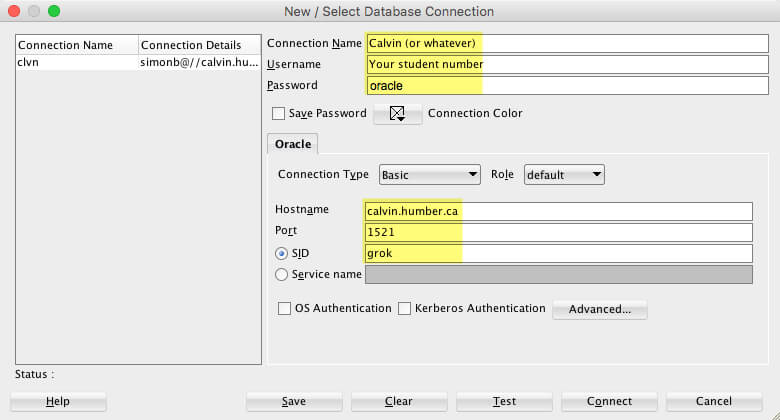 New / Select Database Connection
Connection Name Connection Details
clvn simonb@//calvin.hu...
Connection Name Calvin (or whatever)
Username Your student number
Password oracle
Save Password Connection Color
Oracle
Connection Type Basic Role default
Hostname calvin.humber.ca
Port 1521
SID grok
Service name
OS Authentication Kerberos Authentication Advanced...
Status :
Help Save Clear Test Connect Cancel